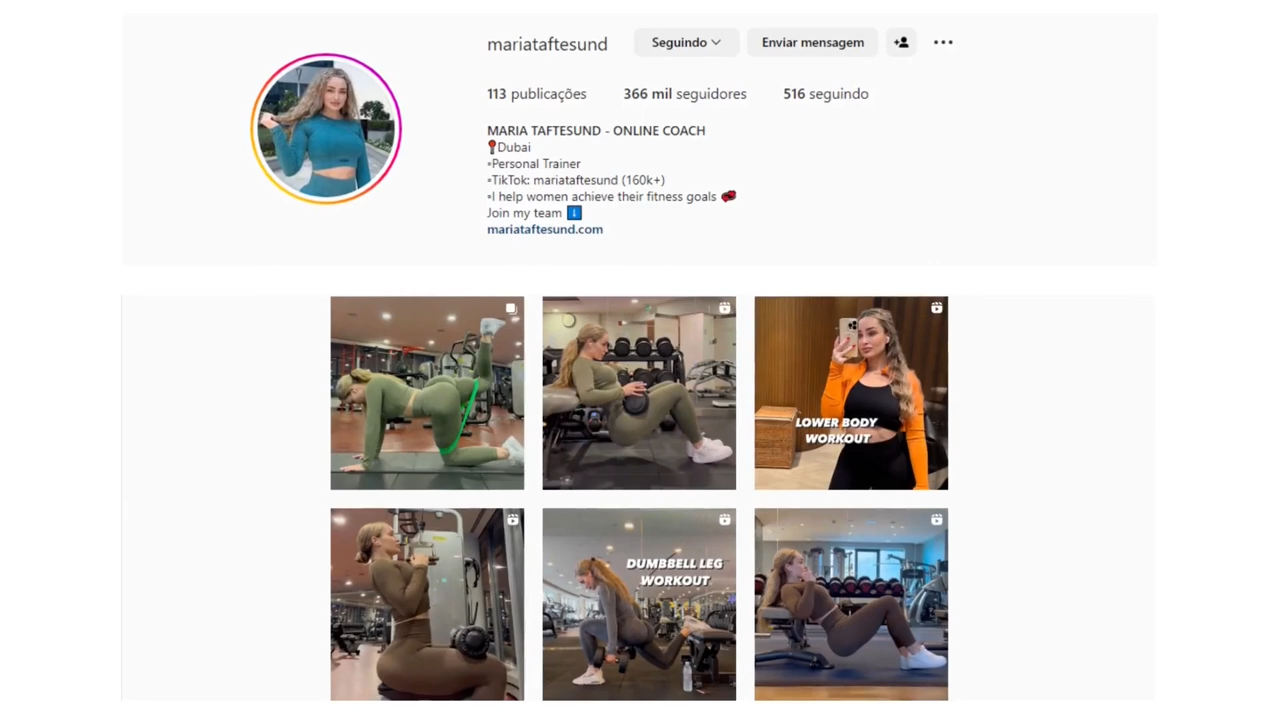 mariataftesund Seguindo Enviar mensagem
113 publicações 366 mil seguidores 516 seguindo
MARIA TAFTESUND - ONLINE COACH
📍Dubai
▫Personal Trainer
▫TikTok: mariataftesund (160k+)
▫I help women achieve their fitness goals
Join my team ⬇
mariataftesund.com
LOWER BODY
WORKOUT
DUMBBELL LEG
WORKOUT